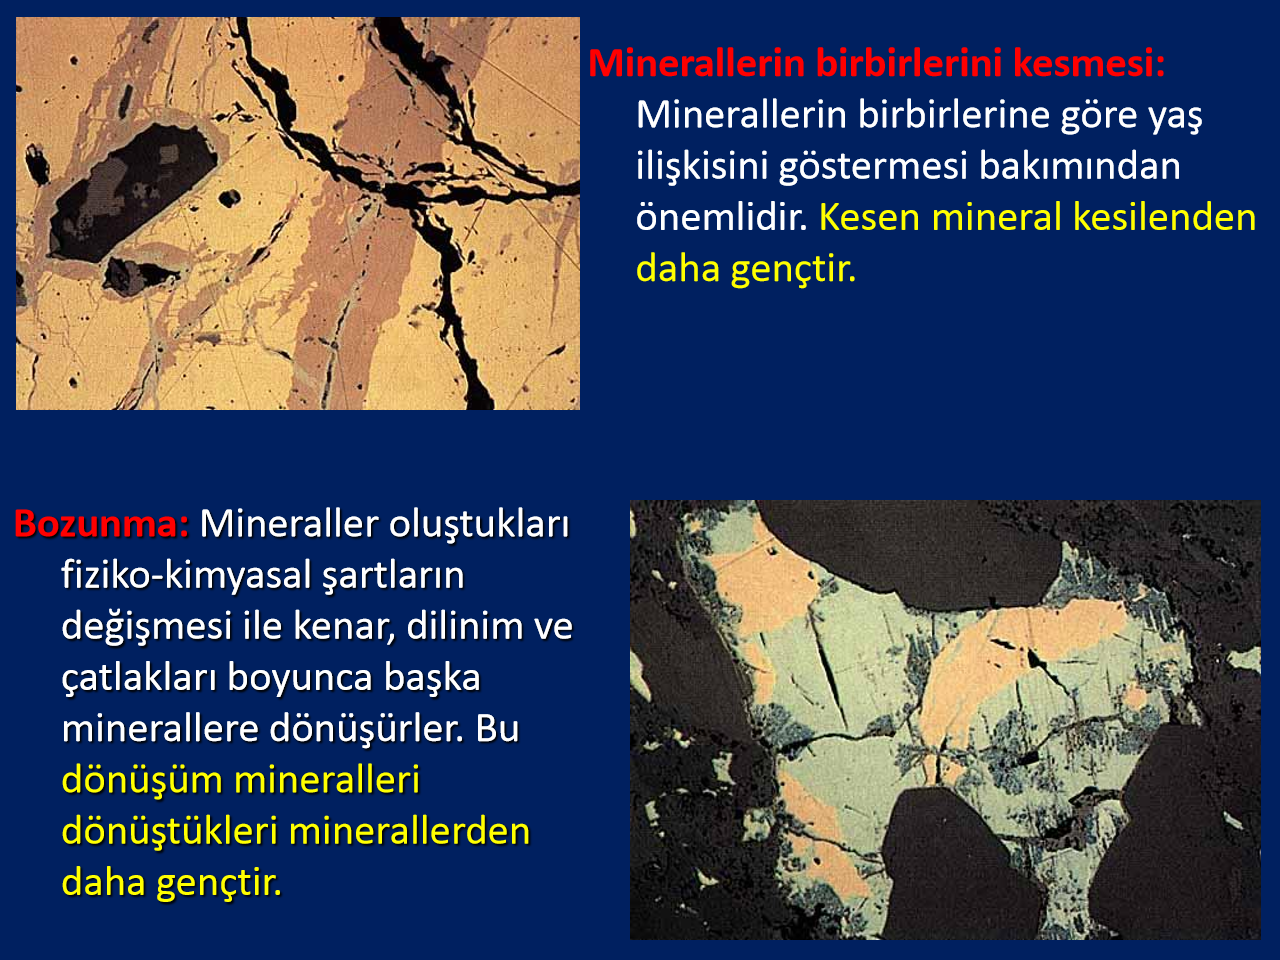 Minerallerin birbirlerini kesmesi:
Minerallerin birbirlerine göre yaş
ilişkisini göstermesi bakımından
önemlidir. Kesen mineral kesilenden
daha gençtir.
Bozunma: Mineraller oluştukları
fiziko-kimyasal şartların
değişmesi ile kenar, dilinim ve
çatlakları boyunca başka
minerallere dönüşürler. Bu
dönüşüm mineralleri
dönüştükleri minerallerden
daha gençtir.